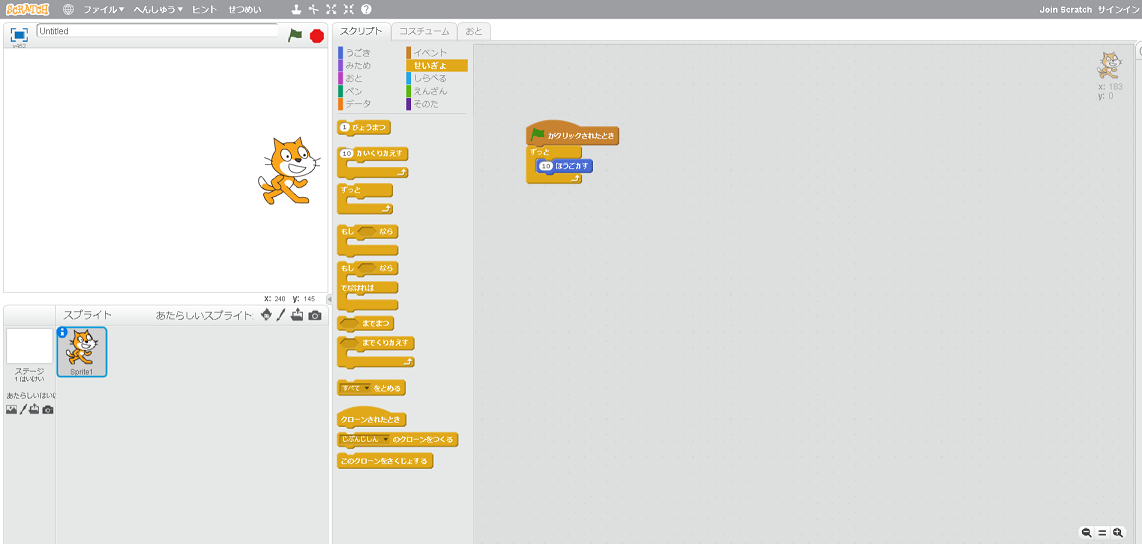 SCRATCH ファイル▼ へんしゅう▼ ヒント せつめい Join Scratch サインイン
Untitled
v462
スクリプト コスチューム おと
うごき イベント
みため せいぎょ
おと しらべる
ペン えんざん
データ そのた
1 びょうまつ
10 かいくりかえす
ずっと
もし なら
もし なら
でなければ
までまつ
までくりかえす
すべて をとめる
クローンされたとき
じぶんじしん のクローンをつくる
このクローンをさくじょする
がクリックされたとき
ずっと
10 ほうごかす
x: 183
y: 0
x: 240 y: 145
スプライト あたらしいスプライト:
ステージ
1 はいけい
あたらしいはいけ
Sprite1